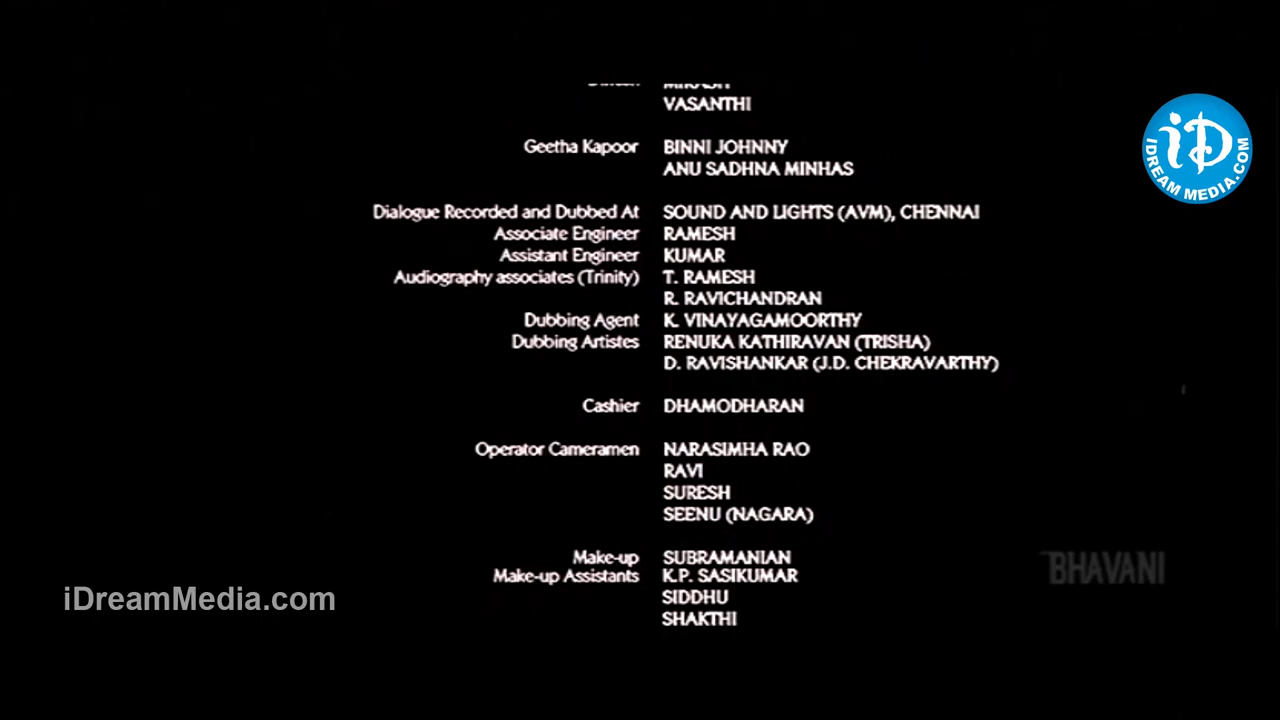 VASANTHI
Geetha Kapoor BINNI JOHNNY
ANU SADHNA MINHAS
Dialogue Recorded and Dubbed At SOUND AND LIGHTS (AVM), CHENNAI
Associate Engineer RAMESH
Assistant Engineer KUMAR
Audiography associates (Trinity) T. RAMESH
R. RAVICHANDRAN
Dubbing Agent K. VINAYAGAMOORTHY
Dubbing Artistes RENUKA KATHIRAVAN (TRISHA)
D. RAVISHANKAR (J.D. CHEKRAVARTHY)
Cashier DHAMODHARAN
Operator Cameramen NARASIMHA RAO
RAVI
SURESH
SEENU (NAGARA)
Make-up SUBRAMANIAN
Make-up Assistants K.P. SASIKUMAR
SIDDHU
SHAKTHI
iD
IDREAM MEDIA.COM
iDreamMedia.com
BHAVANI